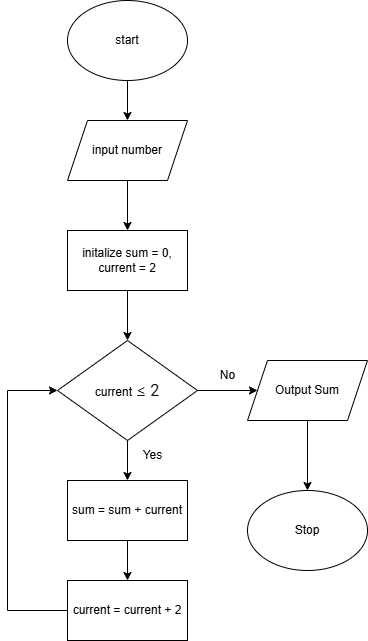 start
input number
initalize sum = 0,
current = 2
current ≤ 2
No
Output Sum
Yes
sum = sum + current
Stop
current = current + 2